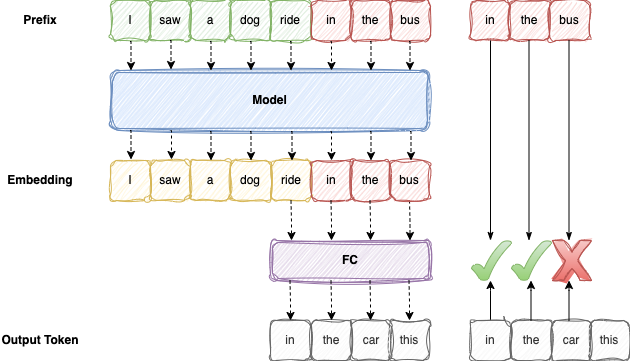 Prefix I saw a dog ride in the bus in the bus
Model
Embedding I saw a dog ride in the bus
FC
Output Token in the car this in the car this